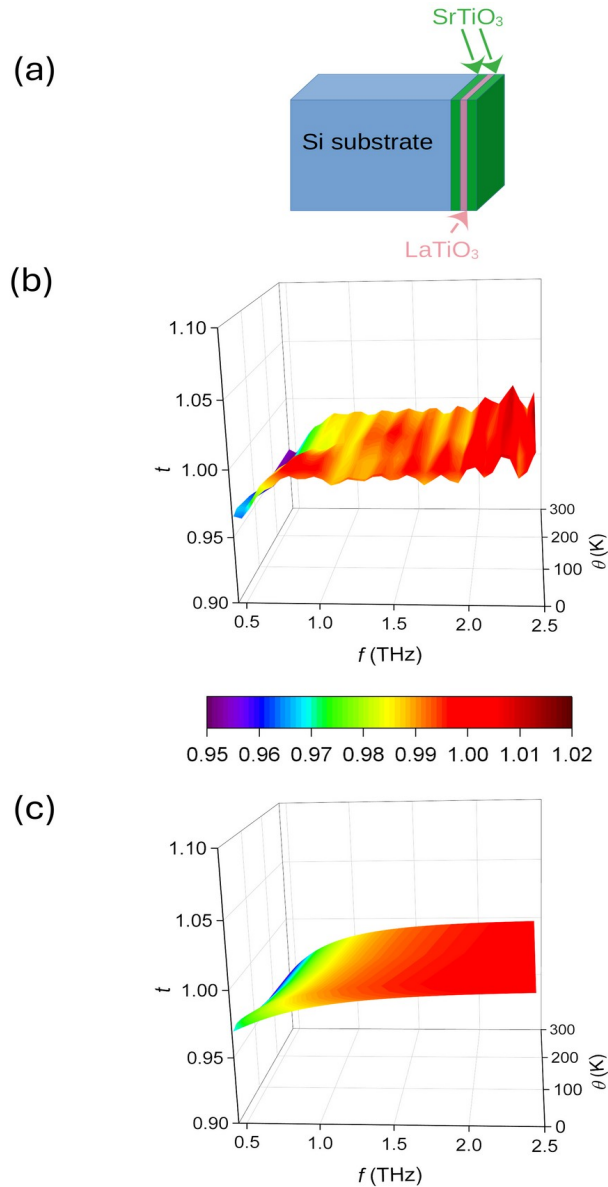 (a)
SrTiO₃
Si substrate
LaTiO₃
(b)
1.10
1.05
1.00
0.95
0.90
t
0.5 1.0 1.5 2.0 2.5
f (THz)
300
200
100
0
θ (K)
0.95 0.96 0.97 0.98 0.99 1.00 1.01 1.02
(c)
1.10
1.05
1.00
0.95
0.90
t
0.5 1.0 1.5 2.0 2.5
f (THz)
300
200
100
0
θ (K)